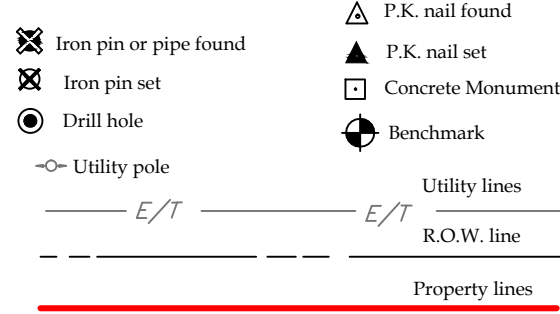 P.K. nail found
Iron pin or pipe found
P.K. nail set
Iron pin set
Concrete Monument
Drill hole
Benchmark
Utility pole
Utility lines
E/T E/T
R.O.W. line
Property lines